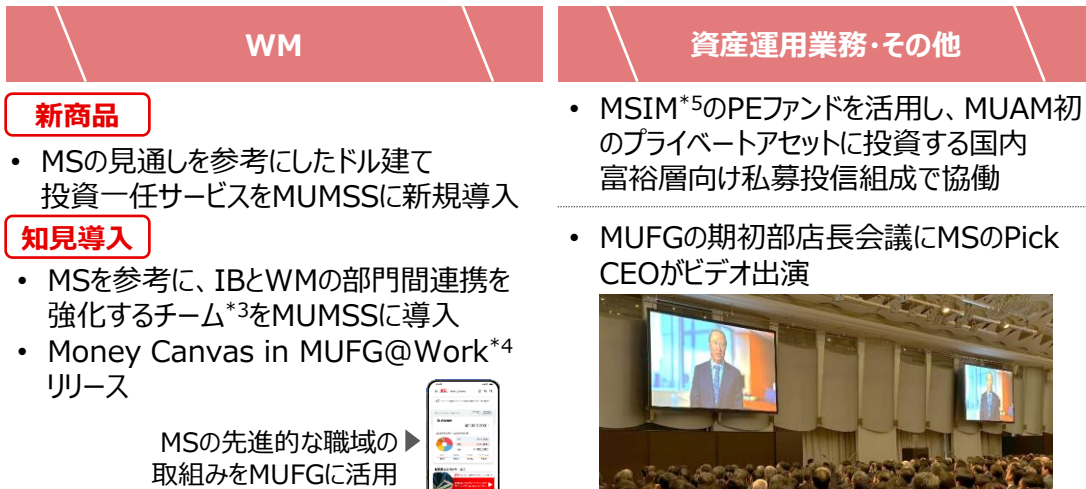 WM
新商品
• MSの見通しを参考にしたドル建て
投資一任サービスをMUMSSに新規導入
知見導入
• MSを参考に、IBとWMの部門間連携を
強化するチーム*3をMUMSSに導入
• Money Canvas in MUFG@Work*4
リリース
MSの先進的な職域の
取組みをMUFGに活用
資産運用業務・その他
• MSIM*5のPEファンドを活用し、MUAM初
のプライベートアセットに投資する国内
富裕層向け私募投信組成で協働
• MUFGの期初部店長会議にMSのPick
CEOがビデオ出演